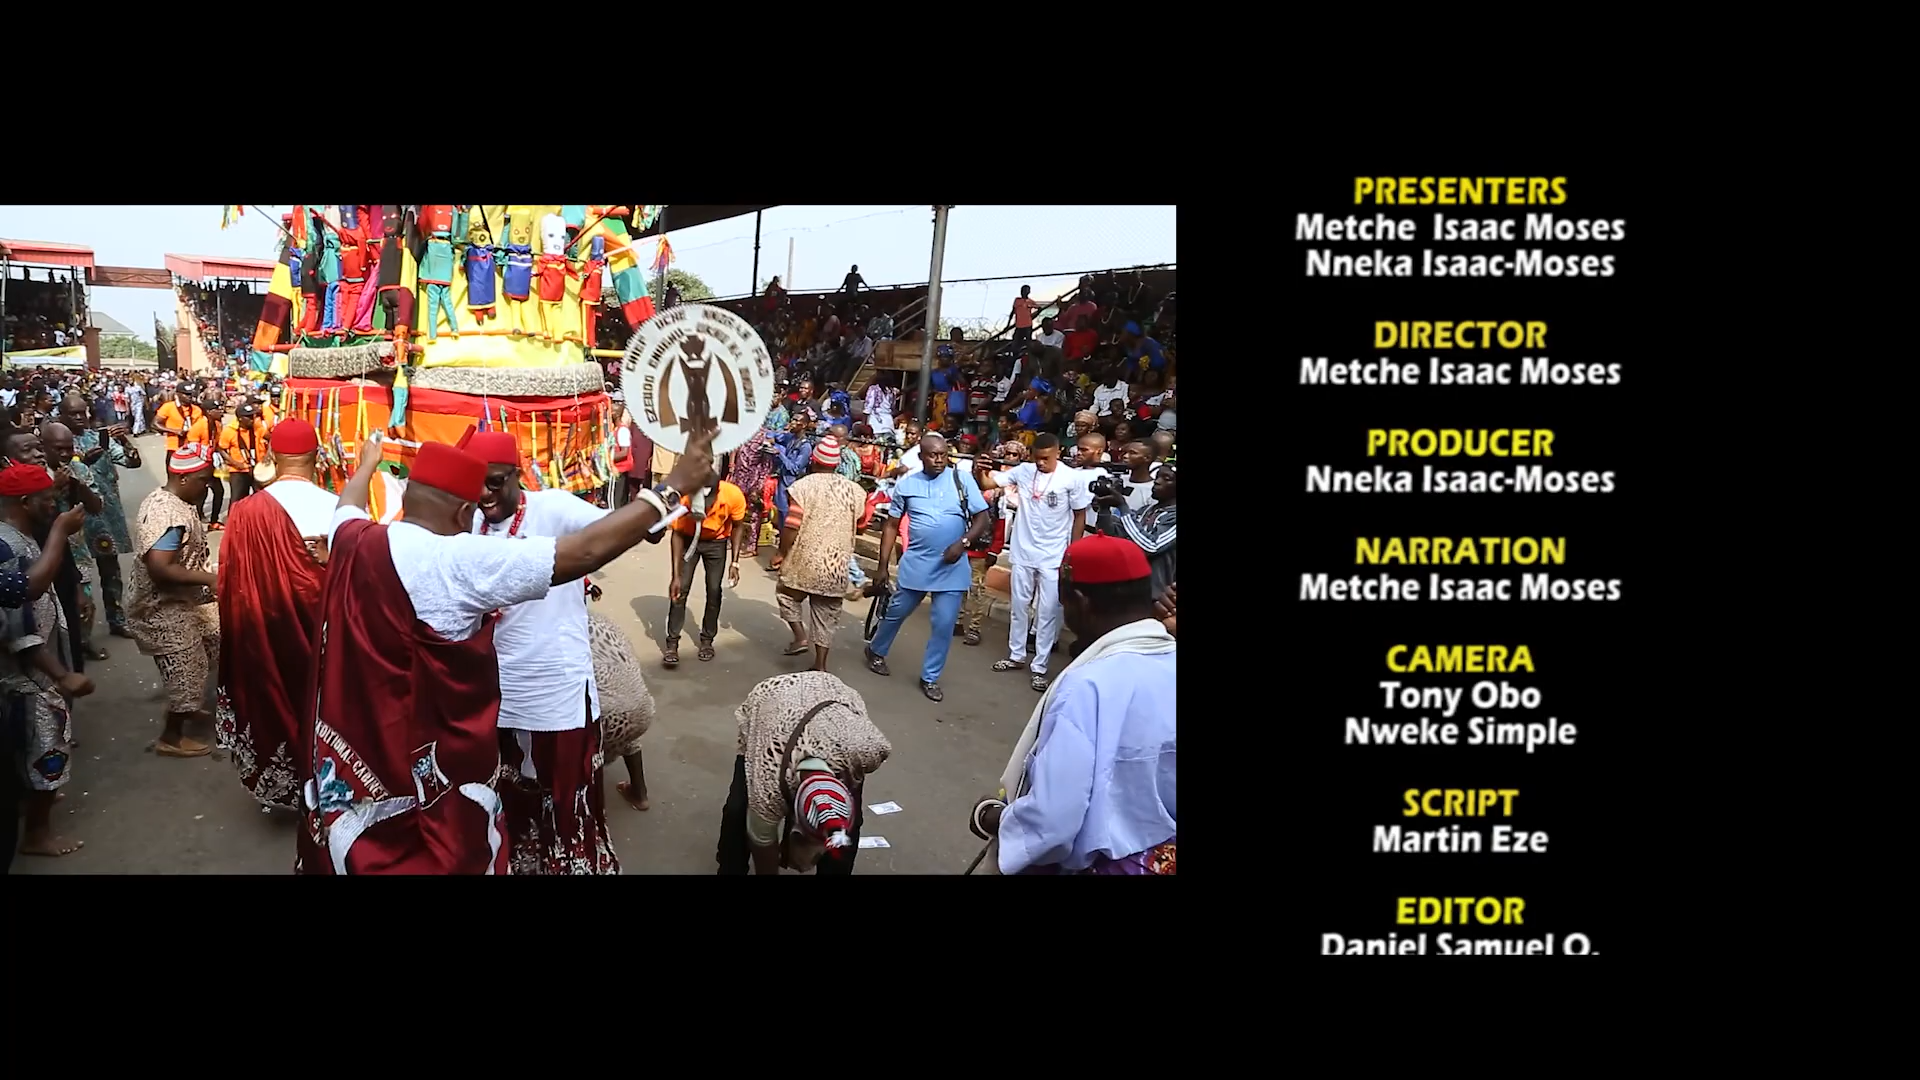 PRESENTERS
Metche Isaac Moses
Nneka Isaac-Moses
DIRECTOR
Metche Isaac Moses
PRODUCER
Nneka Isaac-Moses
NARRATION
Metche Isaac Moses
CAMERA
Tony Obo
Nweke Simple
SCRIPT
Martin Eze
EDITOR
Daniel Samuel O.